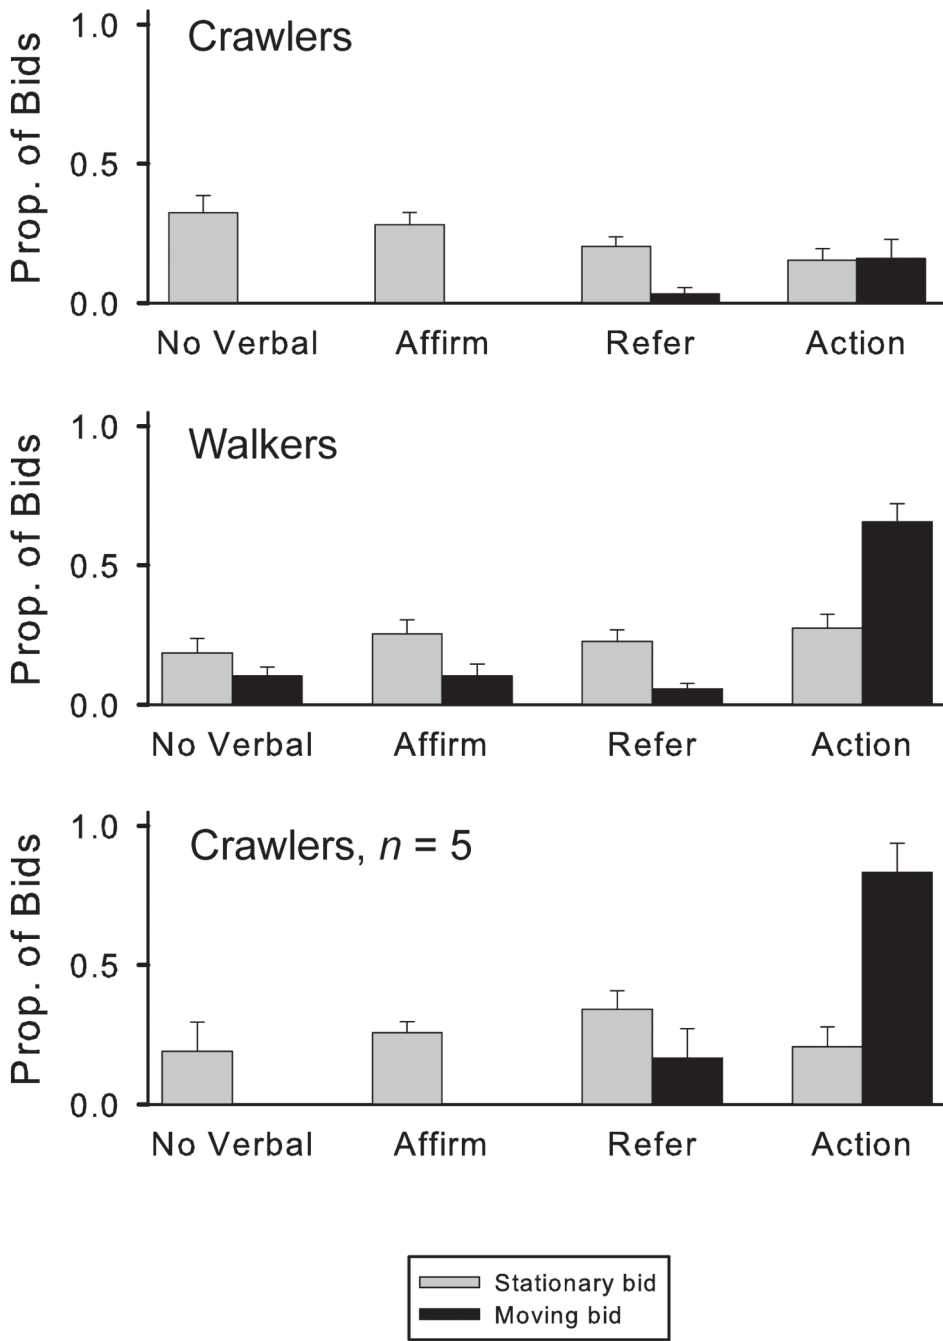 Crawlers
Prop. of Bids
1.0
0.5
0.0
No Verbal Affirm Refer Action
Walkers
Prop. of Bids
1.0
0.5
0.0
No Verbal Affirm Refer Action
Crawlers, n = 5
Prop. of Bids
1.0
0.5
0.0
No Verbal Affirm Refer Action
Stationary bid
Moving bid